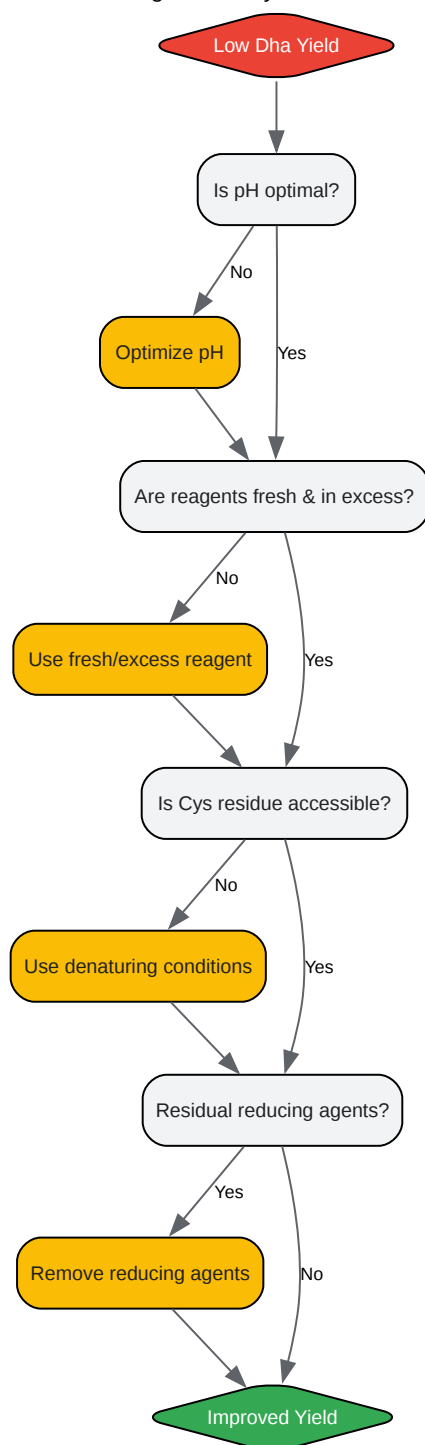 Low Dha Yield
Is pH optimal?
No
Optimize pH
Yes
Are reagents fresh & in excess?
No
Use fresh/excess reagent
Yes
Is Cys residue accessible?
No
Use denaturing conditions
Yes
Residual reducing agents?
Yes
Remove reducing agents
No
Improved Yield